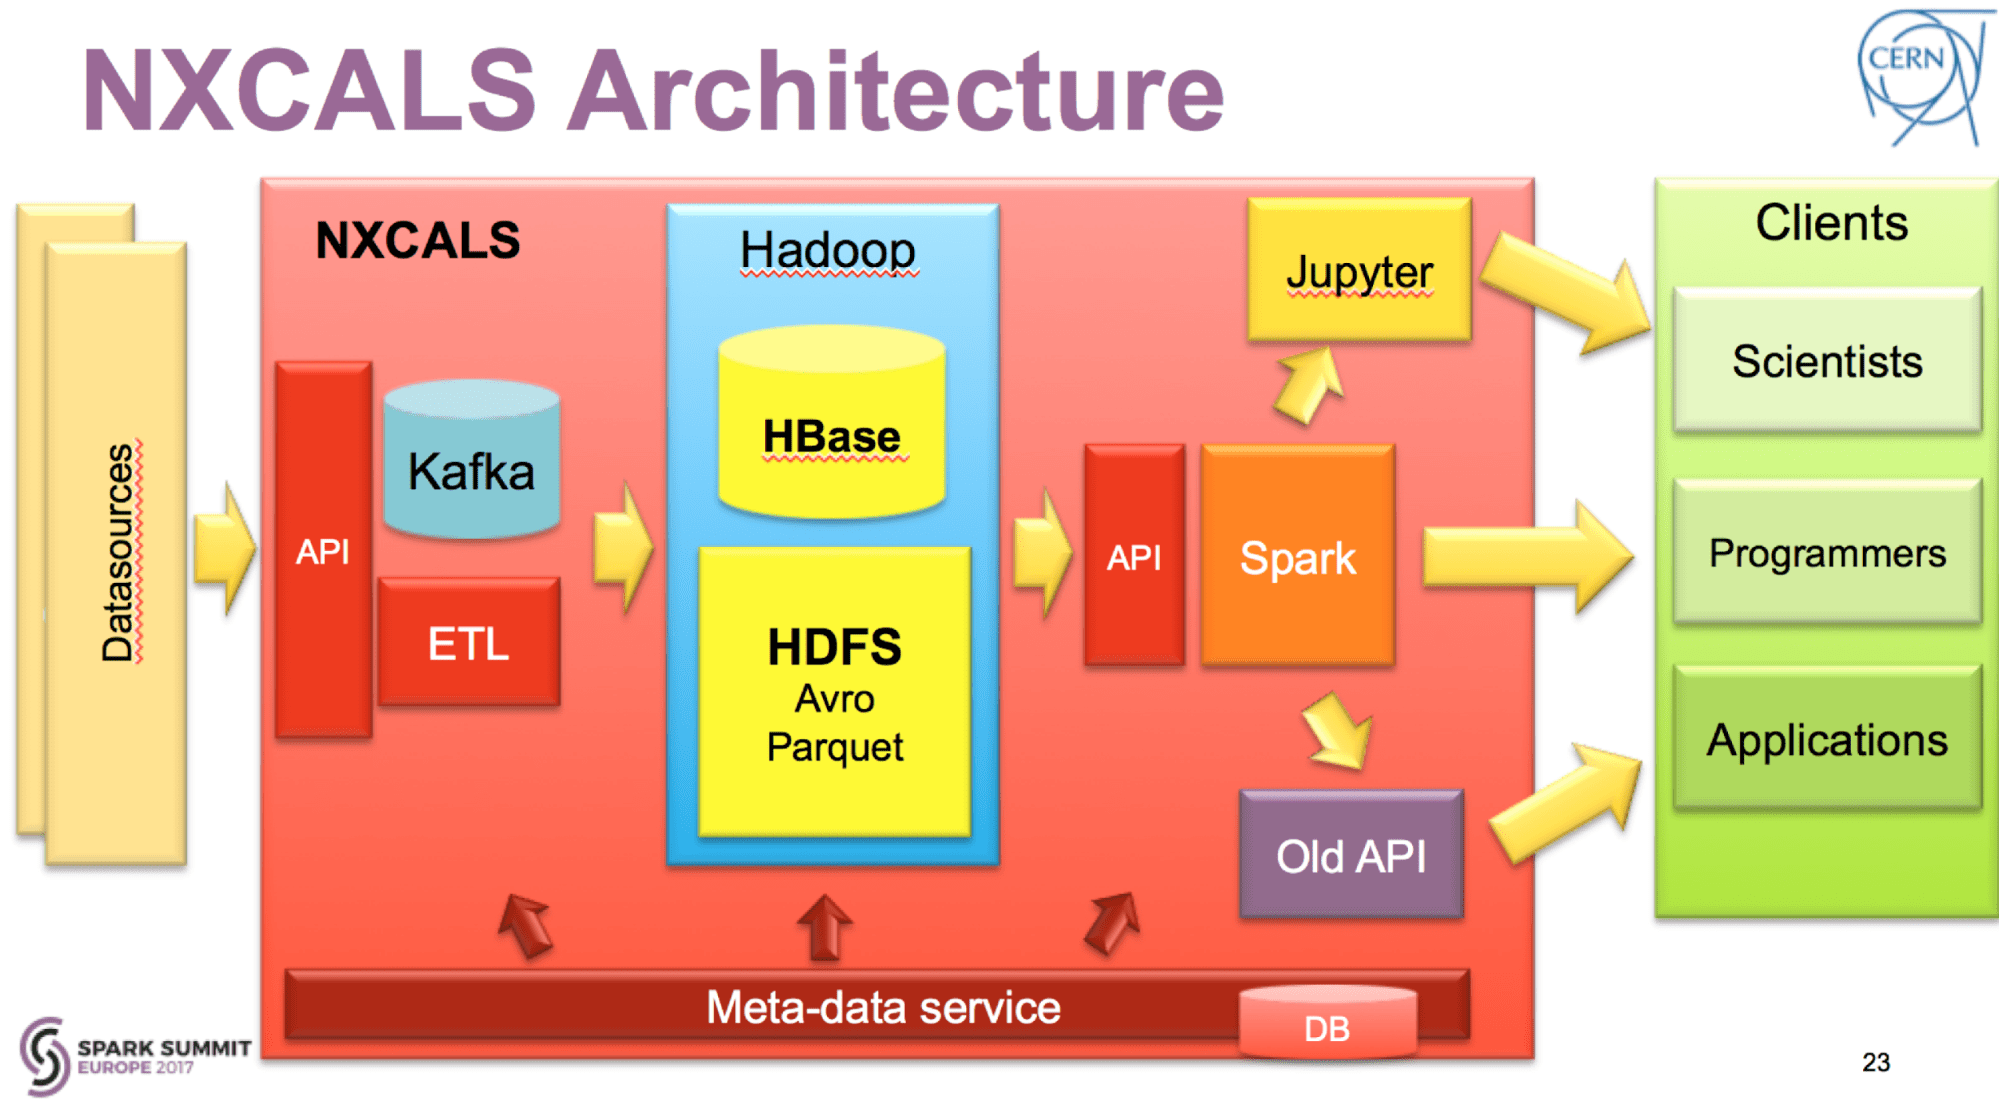 NXCALS Architecture
CERN
Datasources
NXCALS
API
Kafka
ETL
Hadoop
HBase
HDFS
Avro
Parquet
API
Spark
Jupyter
Old API
Meta-data service
DB
Clients
Scientists
Programmers
Applications
SPARK SUMMIT
EUROPE 2017
23